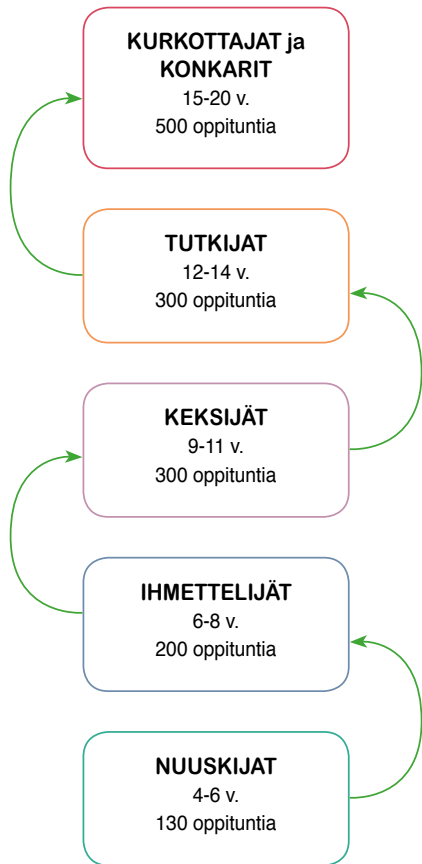 KURKOTTAJAT ja
KONKARIT
15-20 v.
500 oppituntia
TUTKIJAT
12-14 v.
300 oppituntia
KEKSIJÄT
9-11 v.
300 oppituntia
IHMETTELIJÄT
6-8 v.
200 oppituntia
NUUSKIJAT
4-6 v.
130 oppituntia